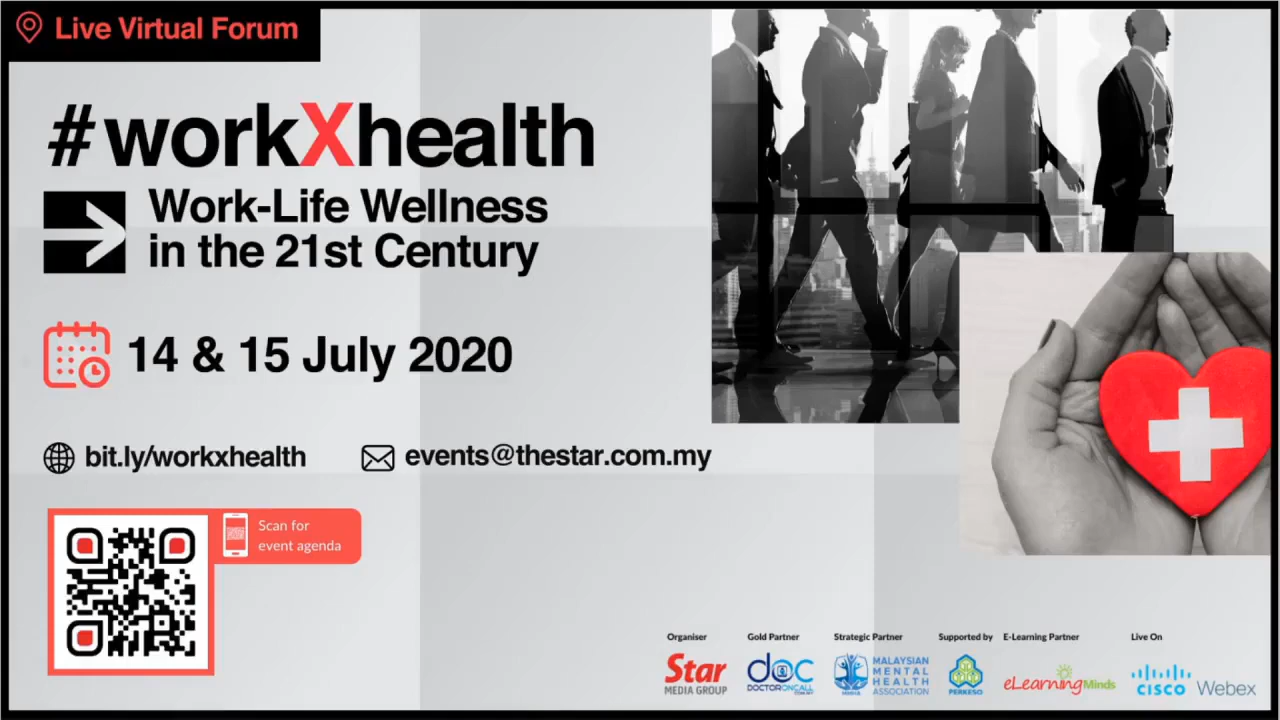 Live Virtual Forum
#workXhealth
Work-Life Wellness
in the 21st Century
14 & 15 July 2020
bit.ly/workxhealth
events@thestar.com.my
Scan for
event agenda
Organiser
Star
MEDIA GROUP
Gold Partner
doc
DOCTORONCALL
Strategic Partner
MALAYSIAN
MENTAL
HEALTH
ASSOCIATION
Supported by
PERKESO
E-Learning Partner
eLearningMinds
Live On
CISCO Webex